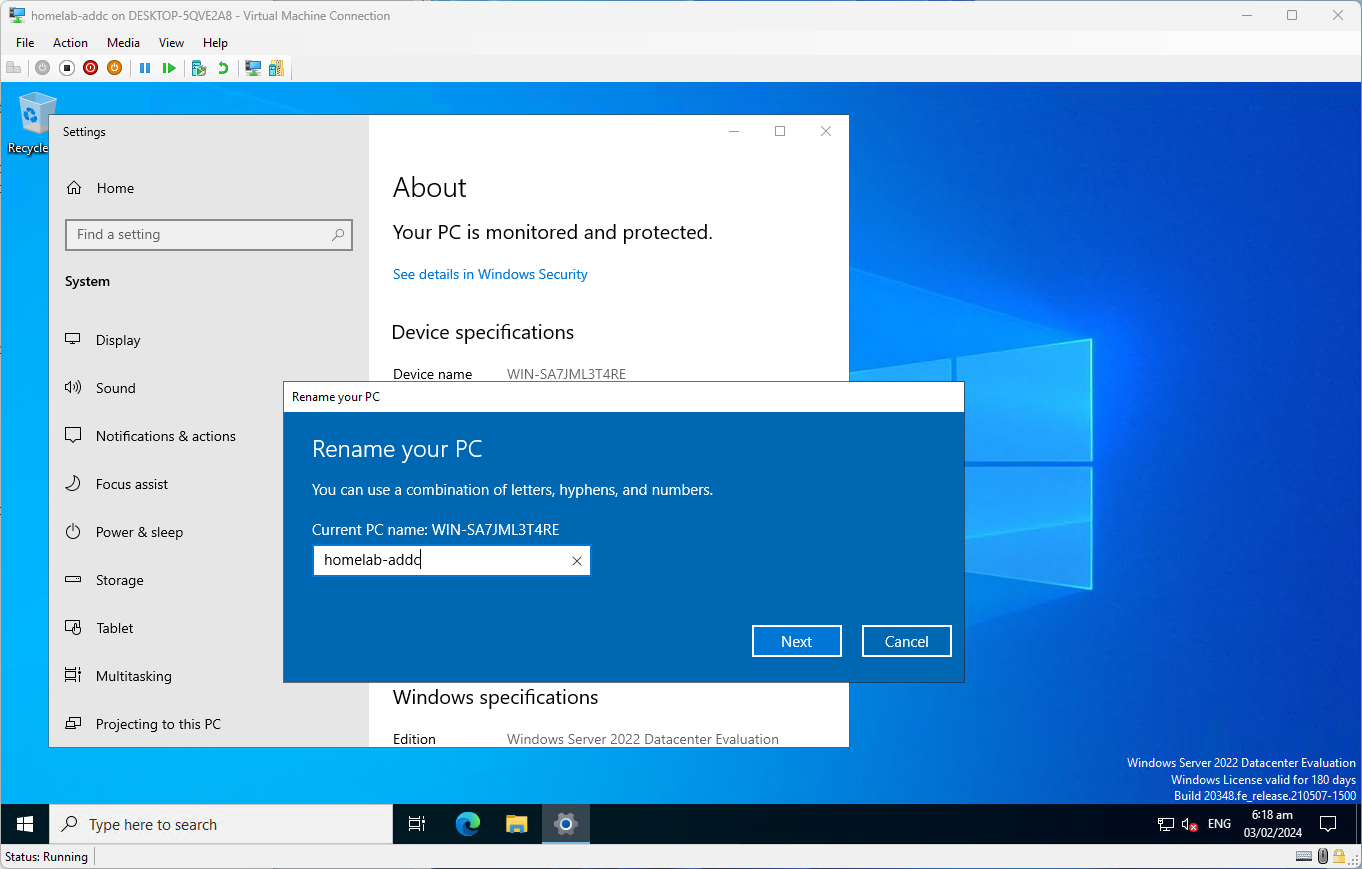 homelab-addc on DESKTOP-5QVE2A8 - Virtual Machine Connection
File Action Media View Help
Recycle
Settings
Home
Find a setting
System
Display
Sound
Notifications & actions
Focus assist
Power & sleep
Storage
Tablet
Multitasking
Projecting to this PC
About
Your PC is monitored and protected.
See details in Windows Security
Device specifications
Device name WIN-SA7JML3T4RE
Rename your PC
Rename your PC
You can use a combination of letters, hyphens, and numbers.
Current PC name: WIN-SA7JML3T4RE
homelab-addc
Next Cancel
Windows specifications
Edition Windows Server 2022 Datacenter Evaluation
Windows Server 2022 Datacenter Evaluation
Windows License valid for 180 days
Build 20348.fe_release.210507-1500
Type here to search
ENG
6:18 am
03/02/2024
Status: Running